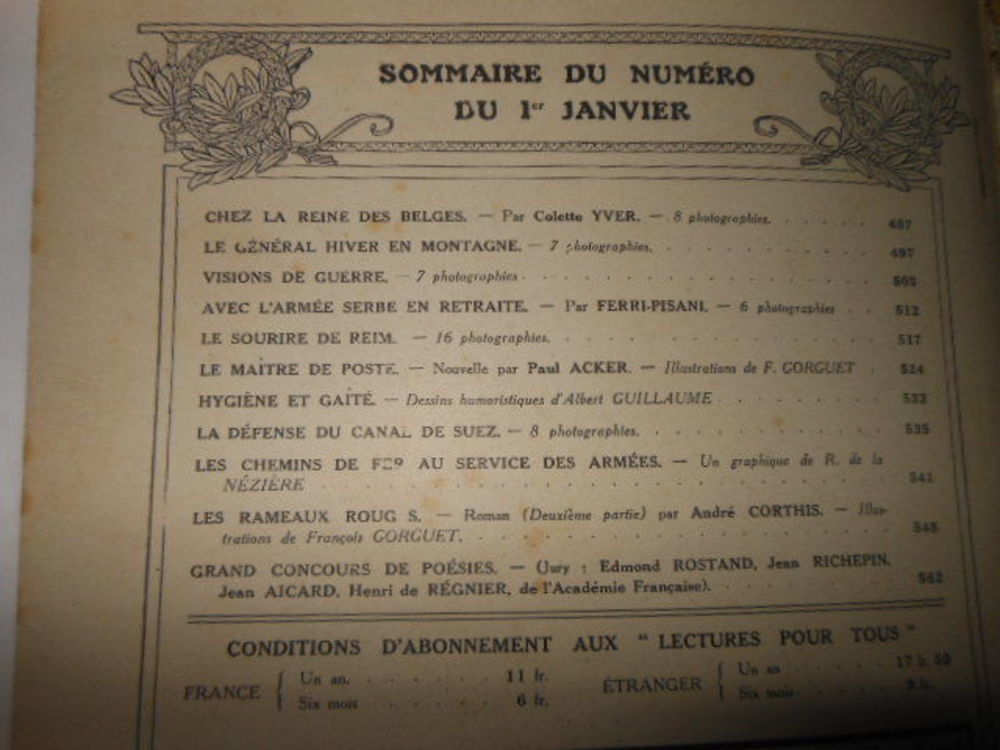 SOMMAIRE DU NUMÉRO
DU 1er JANVIER
CHEZ LA REINE DES BELGES. — Par Colette YVER. — 8 photographies. 487
LE GÉNÉRAL HIVER EN MONTAGNE. — 7 photographies. 497
VISIONS DE GUERRE. — 7 photographies 505
AVEC L'ARMÉE SERBE EN RETRAITE. — Par FERRI-PISANI. — 6 photographies 512
LE SOURIRE DE REIM. — 16 photographies. 517
LE MAITRE DE POSTE. — Nouvelle par Paul ACKER. — Illustrations de F. GORGUET 524
HYGIÈNE ET GAÎTÉ. — Dessins humoristiques d'Albert GUILLAUME 533
LA DÉFENSE DU CANAL DE SUEZ. — 8 photographies. 535
LES CHEMINS DE FER AU SERVICE DES ARMÉES. — Un graphique de R. de la
NÉZIÈRE 541
LES RAMEAUX ROUG S. — Roman (Deuxième partie) par André CORTHIS. — Illus-
trations de François GORGUET. 548
GRAND CONCOURS DE POÉSIES. — (Jury : Edmond ROSTAND, Jean RICHEPIN,
Jean AICARD, Henri de RÉGNIER, de l'Académie Française). 562
CONDITIONS D'ABONNEMENT AUX "LECTURES POUR TOUS"
FRANCE { Un an. 11 fr.
Six mois 6 fr.
ÉTRANGER { Un an 17 fr. 50
Six mois 9 fr.